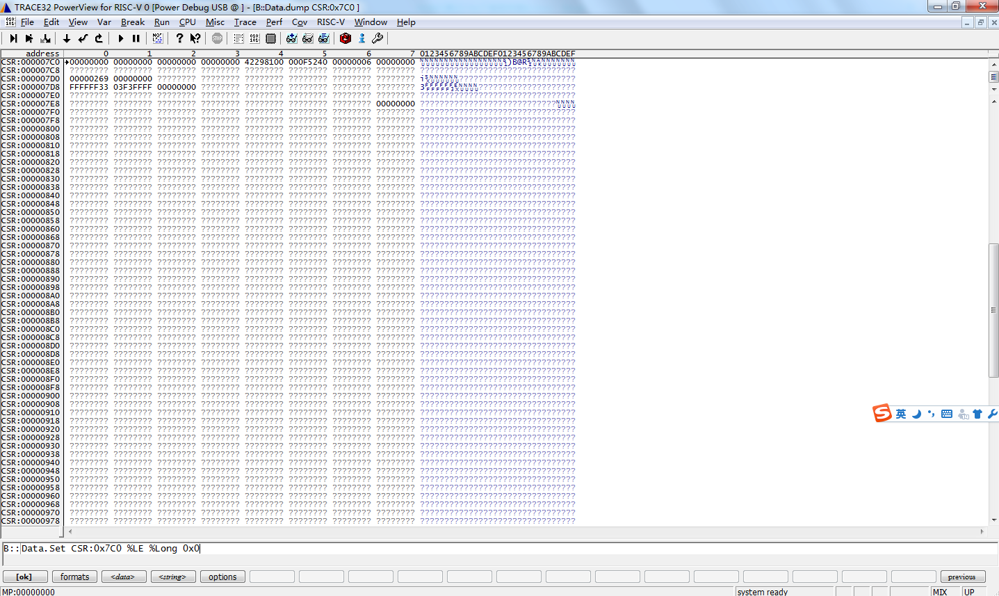 TRACE32 PowerView for RISC-V 0 [Power Debug USB @ ] - [B::Data.dump CSR:0x7C0 ]
File Edit View Var Break Run CPU Misc Trace Perf Cov RISC-V Window Help
address 0 1 2 3 4 5 6 7 0123456789ABCDEF0123456789ABCDEF
CSR:000007C0 00000000 00000000 00000000 00000000 42298100 000F5240 00000006 00000000
CSR:000007C8 ???????? ???????? ???????? ???????? ???????? ???????? ???????? ???????? ????????????????????????????????
CSR:000007D0 00000269 00000000 ???????? ???????? ???????? ???????? ???????? ????????
CSR:000007D8 FFFFFF33 03F3FFFF 00000000 ???????? ???????? ???????? ???????? ????????
CSR:000007E0 ???????? ???????? ???????? ???????? ???????? ???????? ???????? ???????? ????????????????????????????????
CSR:000007E8 ???????? ???????? ???????? ???????? ???????? ???????? ???????? 00000000
CSR:000007F0 ???????? ???????? ???????? ???????? ???????? ???????? ???????? ???????? ????????????????????????????????
CSR:000007F8 ???????? ???????? ???????? ???????? ???????? ???????? ???????? ???????? ????????????????????????????????
CSR:00000800 ???????? ???????? ???????? ???????? ???????? ???????? ???????? ???????? ????????????????????????????????
CSR:00000808 ???????? ???????? ???????? ???????? ???????? ???????? ???????? ???????? ????????????????????????????????
CSR:00000810 ???????? ???????? ???????? ???????? ???????? ???????? ???????? ???????? ????????????????????????????????
CSR:00000818 ???????? ???????? ???????? ???????? ???????? ???????? ???????? ???????? ????????????????????????????????
CSR:00000820 ???????? ???????? ???????? ???????? ???????? ???????? ???????? ???????? ????????????????????????????????
CSR:00000828 ???????? ???????? ???????? ???????? ???????? ???????? ???????? ???????? ????????????????????????????????
CSR:00000830 ???????? ???????? ???????? ???????? ???????? ???????? ???????? ???????? ????????????????????????????????
CSR:00000838 ???????? ???????? ???????? ???????? ???????? ???????? ???????? ???????? ????????????????????????????????
CSR:00000840 ???????? ???????? ???????? ???????? ???????? ???????? ???????? ???????? ????????????????????????????????
CSR:00000848 ???????? ???????? ???????? ???????? ???????? ???????? ???????? ???????? ????????????????????????????????
CSR:00000850 ???????? ???????? ???????? ???????? ???????? ???????? ???????? ???????? ????????????????????????????????
CSR:00000858 ???????? ???????? ???????? ???????? ???????? ???????? ???????? ???????? ????????????????????????????????
CSR:00000860 ???????? ???????? ???????? ???????? ???????? ???????? ???????? ???????? ????????????????????????????????
CSR:00000868 ???????? ???????? ???????? ???????? ???????? ???????? ???????? ???????? ????????????????????????????????
CSR:00000870 ???????? ???????? ???????? ???????? ???????? ???????? ???????? ???????? ????????????????????????????????
CSR:00000878 ???????? ???????? ???????? ???????? ???????? ???????? ???????? ???????? ????????????????????????????????
CSR:00000880 ???????? ???????? ???????? ???????? ???????? ???????? ???????? ???????? ????????????????????????????????
CSR:00000888 ???????? ???????? ???????? ???????? ???????? ???????? ???????? ???????? ????????????????????????????????
CSR:00000890 ???????? ???????? ???????? ???????? ???????? ???????? ???????? ???????? ????????????????????????????????
CSR:00000898 ???????? ???????? ???????? ???????? ???????? ???????? ???????? ???????? ????????????????????????????????
CSR:000008A0 ???????? ???????? ???????? ???????? ???????? ???????? ???????? ???????? ????????????????????????????????
CSR:000008A8 ???????? ???????? ???????? ???????? ???????? ???????? ???????? ???????? ????????????????????????????????
CSR:000008B0 ???????? ???????? ???????? ???????? ???????? ???????? ???????? ???????? ????????????????????????????????
CSR:000008B8 ???????? ???????? ???????? ???????? ???????? ???????? ???????? ???????? ????????????????????????????????
CSR:000008C0 ???????? ???????? ???????? ???????? ???????? ???????? ???????? ???????? ????????????????????????????????
CSR:000008C8 ???????? ???????? ???????? ???????? ???????? ???????? ???????? ???????? ????????????????????????????????
CSR:000008D0 ???????? ???????? ???????? ???????? ???????? ???????? ???????? ???????? ????????????????????????????????
CSR:000008D8 ???????? ???????? ???????? ???????? ???????? ???????? ???????? ???????? ????????????????????????????????
CSR:000008E0 ???????? ???????? ???????? ???????? ???????? ???????? ???????? ???????? ????????????????????????????????
CSR:000008E8 ???????? ???????? ???????? ???????? ???????? ???????? ???????? ???????? ????????????????????????????????
CSR:000008F0 ???????? ???????? ???????? ???????? ???????? ???????? ???????? ???????? ????????????????????????????????
CSR:000008F8 ???????? ???????? ???????? ???????? ???????? ???????? ???????? ???????? ????????????????????????????????
CSR:00000900 ???????? ???????? ???????? ???????? ???????? ???????? ???????? ???????? ????????????????????????????????
CSR:00000908 ???????? ???????? ???????? ???????? ???????? ???????? ???????? ???????? ????????????????????????????????
CSR:00000910 ???????? ???????? ???????? ???????? ???????? ???????? ???????? ???????? ????????????????????????????????
CSR:00000918 ???????? ???????? ???????? ???????? ???????? ???????? ???????? ???????? ????????????????????????????????
CSR:00000920 ???????? ???????? ???????? ???????? ???????? ???????? ???????? ???????? ????????????????????????????????
CSR:00000928 ???????? ???????? ???????? ???????? ???????? ???????? ???????? ???????? ????????????????????????????????
CSR:00000930 ???????? ???????? ???????? ???????? ???????? ???????? ???????? ???????? ????????????????????????????????
CSR:00000938 ???????? ???????? ???????? ???????? ???????? ???????? ???????? ???????? ????????????????????????????????
CSR:00000940 ???????? ???????? ???????? ???????? ???????? ???????? ???????? ???????? ????????????????????????????????
CSR:00000948 ???????? ???????? ???????? ???????? ???????? ???????? ???????? ???????? ????????????????????????????????
CSR:00000950 ???????? ???????? ???????? ???????? ???????? ???????? ???????? ???????? ????????????????????????????????
CSR:00000958 ???????? ???????? ???????? ???????? ???????? ???????? ???????? ???????? ????????????????????????????????
CSR:00000960 ???????? ???????? ???????? ???????? ???????? ???????? ???????? ???????? ????????????????????????????????
CSR:00000968 ???????? ???????? ???????? ???????? ???????? ???????? ???????? ???????? ????????????????????????????????
CSR:00000970 ???????? ???????? ???????? ???????? ???????? ???????? ???????? ???????? ????????????????????????????????
CSR:00000978 ???????? ???????? ???????? ???????? ???????? ???????? ???????? ???????? ????????????????????????????????
英
B::Data.Set CSR:0x7C0 %LE %Long 0x0
[ok] formats <data> <string> options previous
MP:00000000 system ready MIX UP